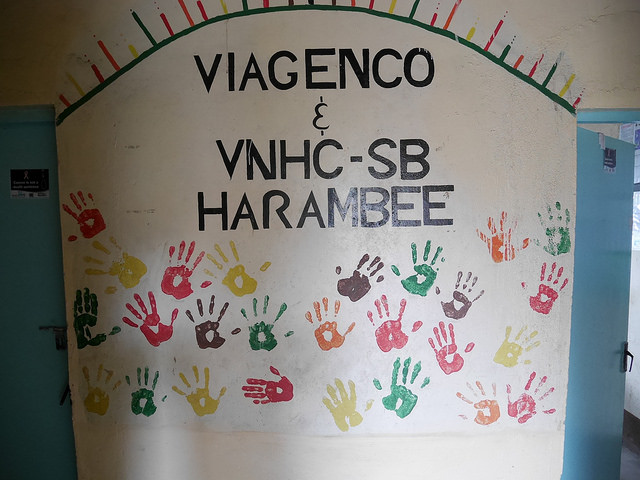 VIAGENCO
&
VNHC-SB
HARAMBEE